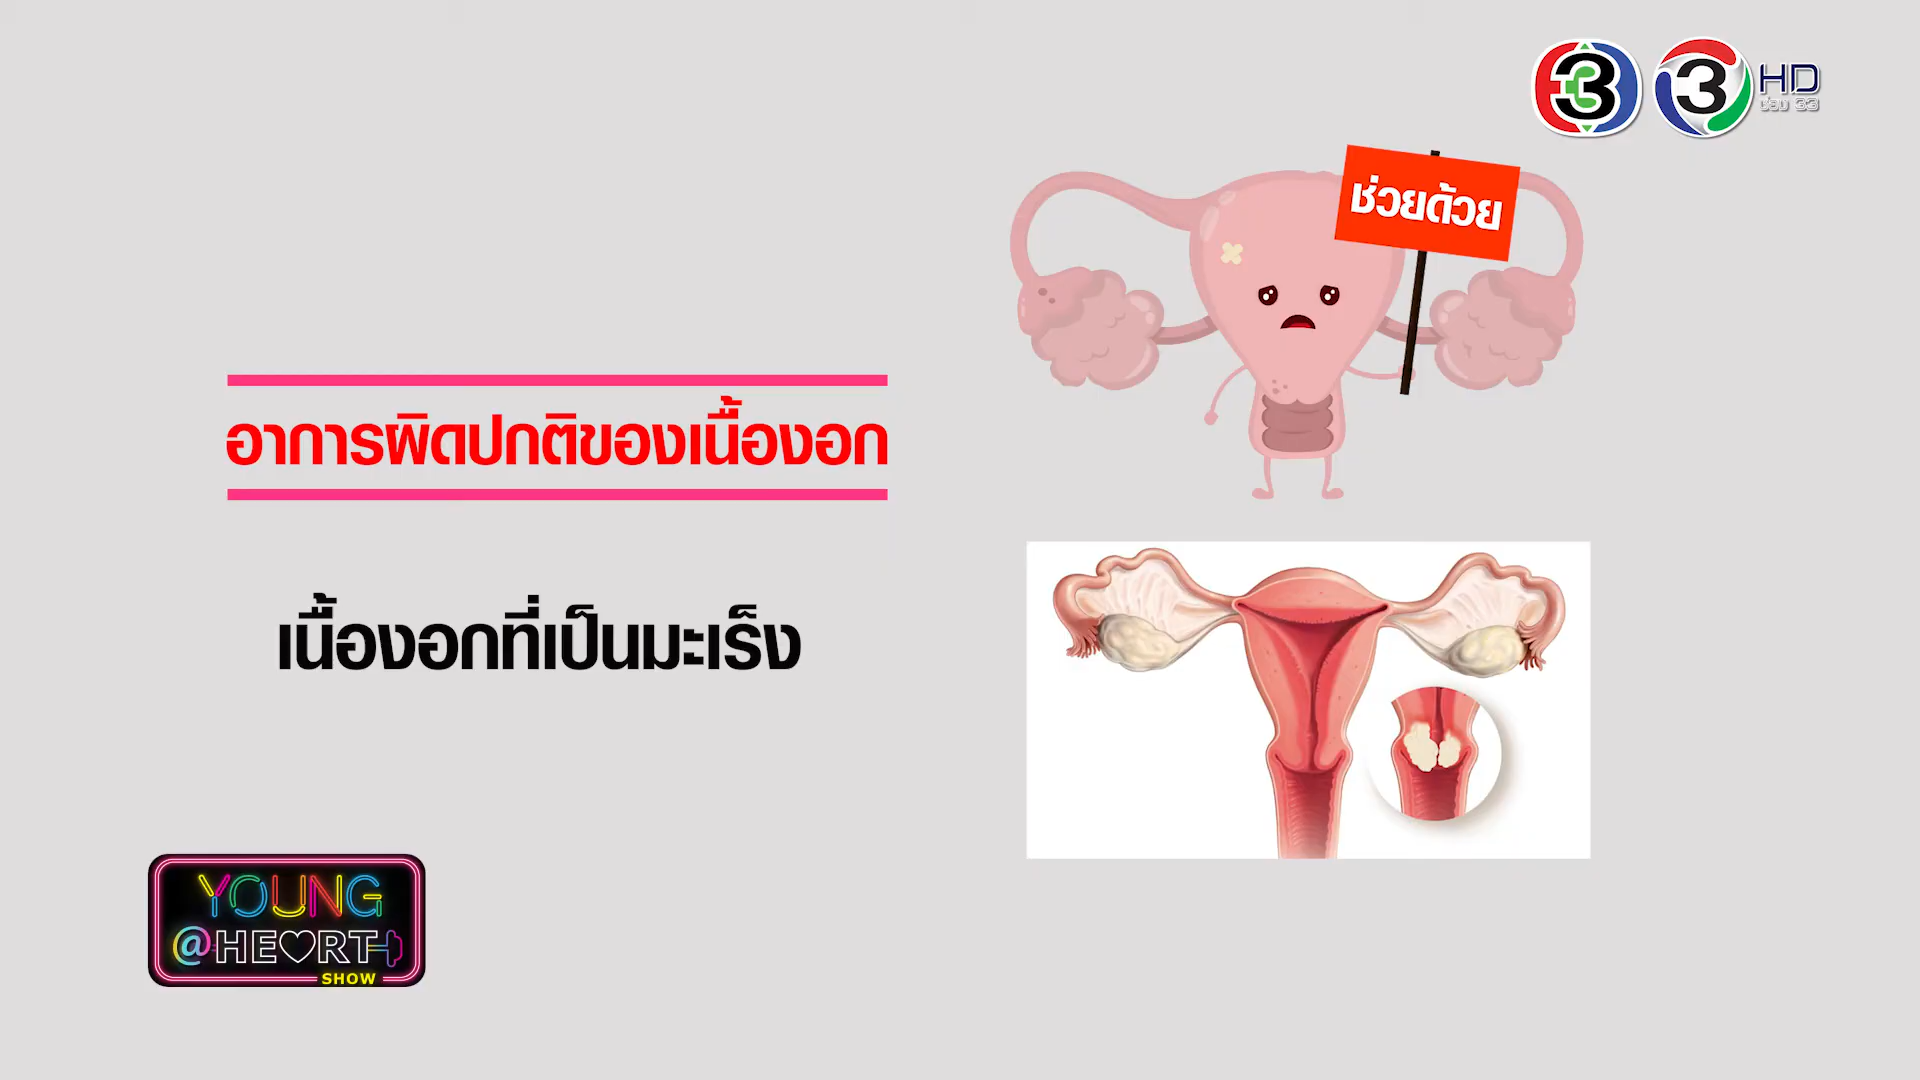 3 3 HD
ช่อง 33
ช่วยด้วย
อาการผิดปกติของเนื้องอก
เนื้องอกที่เป็นมะเร็ง
YOUNG
@HEART
SHOW